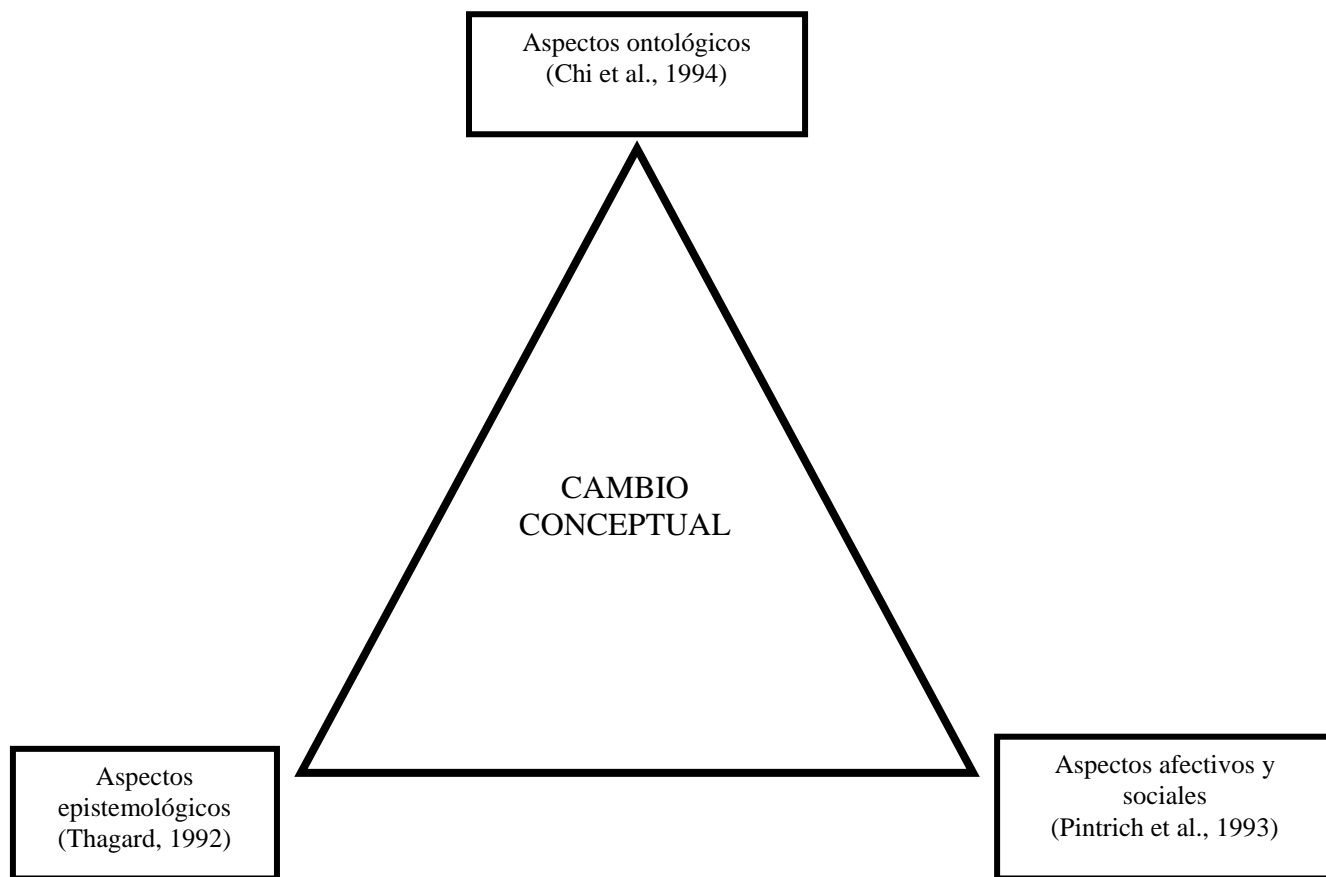 Aspectos ontológicos
(Chi et al., 1994)
CAMBIO
CONCEPTUAL
Aspectos
epistemológicos
(Thagard, 1992)
Aspectos afectivos y
sociales
(Pintrich et al., 1993)